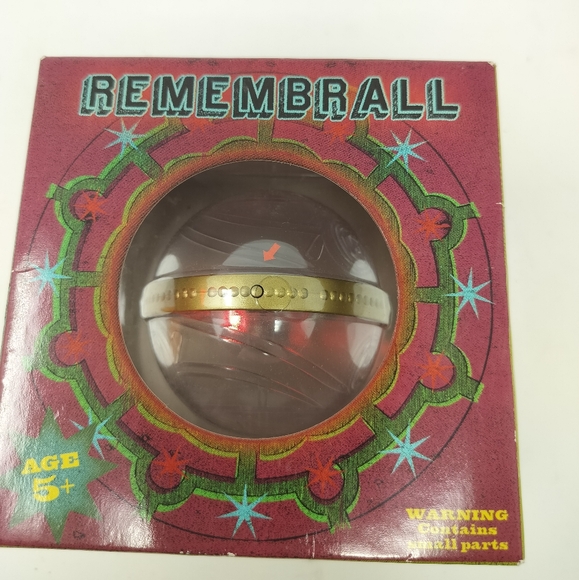 REMEMBRALL
AGE
5+
WARNING
Contains
small parts